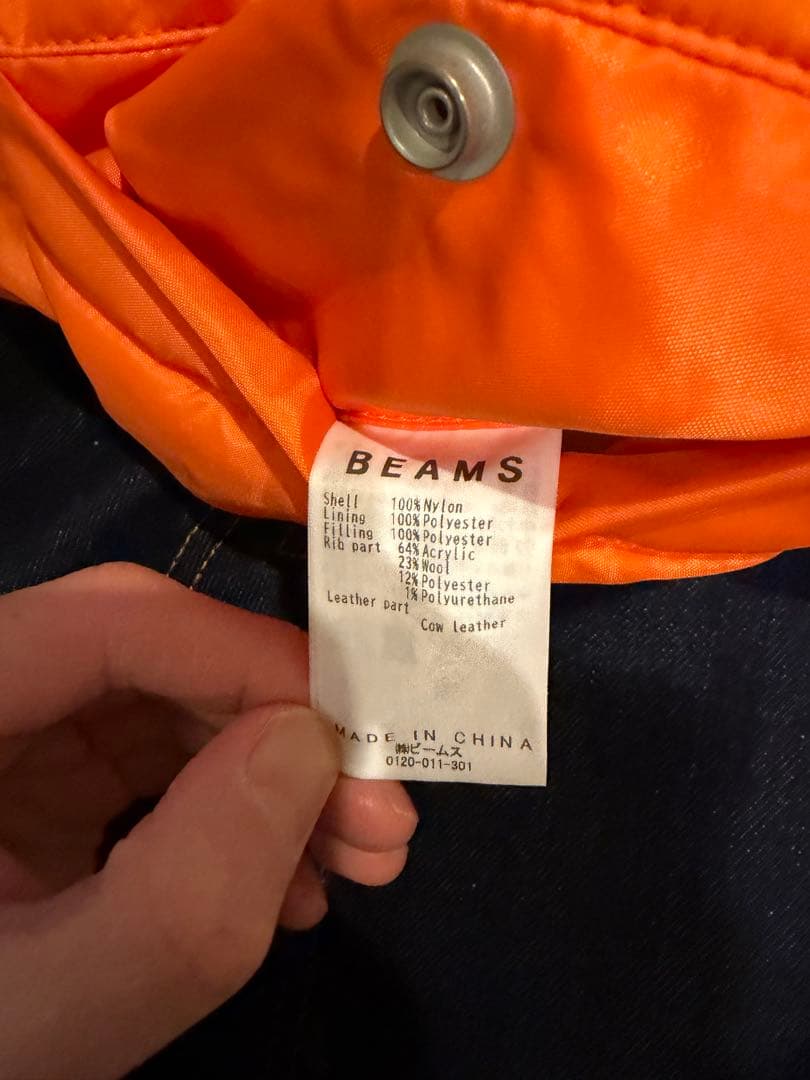 BEAMS
Shell 100% Nylon
Lining 100% Polyester
Filling 100% Polyester
Rib part 64% Acrylic
23% Wool
12% Polyester
1% Polyurethane
Leather part
Cow leather
MADE IN CHINA
㈱ビームス
0120-011-301